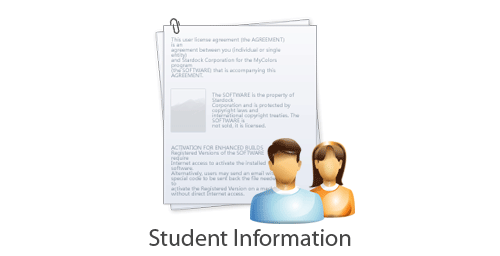 This user license agreement (the AGREEMENT)
is an
agreement between you (individual or single
entity)
and Stardock Corporation for the MyColors
program
(the SOFTWARE) that is accompanying this
AGREEMENT.
The SOFTWARE is the property of
Stardock
Corporation and is protected by
copyright laws and
international copyright treaties. The
SOFTWARE is
not sold, it is licensed.
ACTIVATION FOR ENHANCED BUILDS
Registered Versions of the SOFTWARE
require
Internet access to activate the installed
software.
Alternatively, users may send an email
special code to be sent back the file
so
activate the Registered Version on a
without direct Internet access.
Student Information